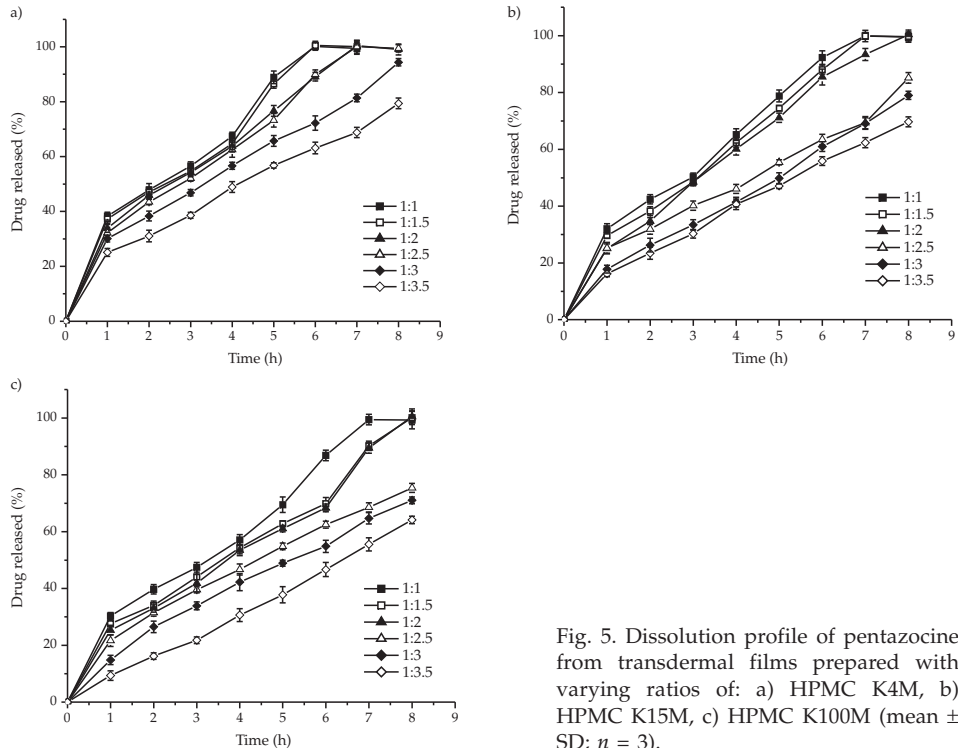 a)
Drug released (%)
100
80
60
40
20
0
0 1 2 3 4 5 6 7 8 9
Time (h)
1:1
1:1.5
1:2
1:2.5
1:3
1:3.5
b)
Drug released (%)
100
80
60
40
20
0
0 1 2 3 4 5 6 7 8 9
Time (h)
1:1
1:1.5
1:2
1:2.5
1:3
1:3.5
c)
Drug released (%)
100
80
60
40
20
0
0 1 2 3 4 5 6 7 8 9
Time (h)
1:1
1:1.5
1:2
1:2.5
1:3
1:3.5
Fig. 5. Dissolution profile of pentazocine
from transdermal films prepared with
varying ratios of: a) HPMC K4M, b)
HPMC K15M, c) HPMC K100M (mean ±
SD; n = 3).